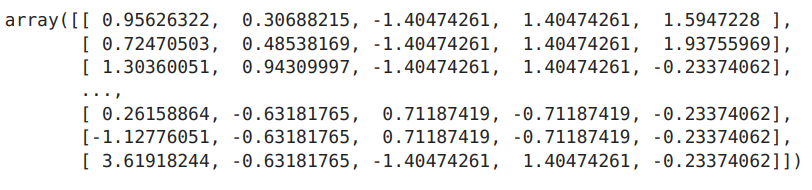 array([[ 0.95626322,  0.30688215, -1.40474261,  1.40474261,  1.5947228 ],
       [ 0.72470503,  0.48538169, -1.40474261,  1.40474261,  1.93755969],
       [ 1.30360051,  0.94309997, -1.40474261,  1.40474261, -0.23374062],
       ...,
       [ 0.26158864, -0.63181765,  0.71187419, -0.71187419, -0.23374062],
       [-1.12776051, -0.63181765,  0.71187419, -0.71187419, -0.23374062],
       [ 3.61918244, -0.63181765, -1.40474261,  1.40474261, -0.23374062]])